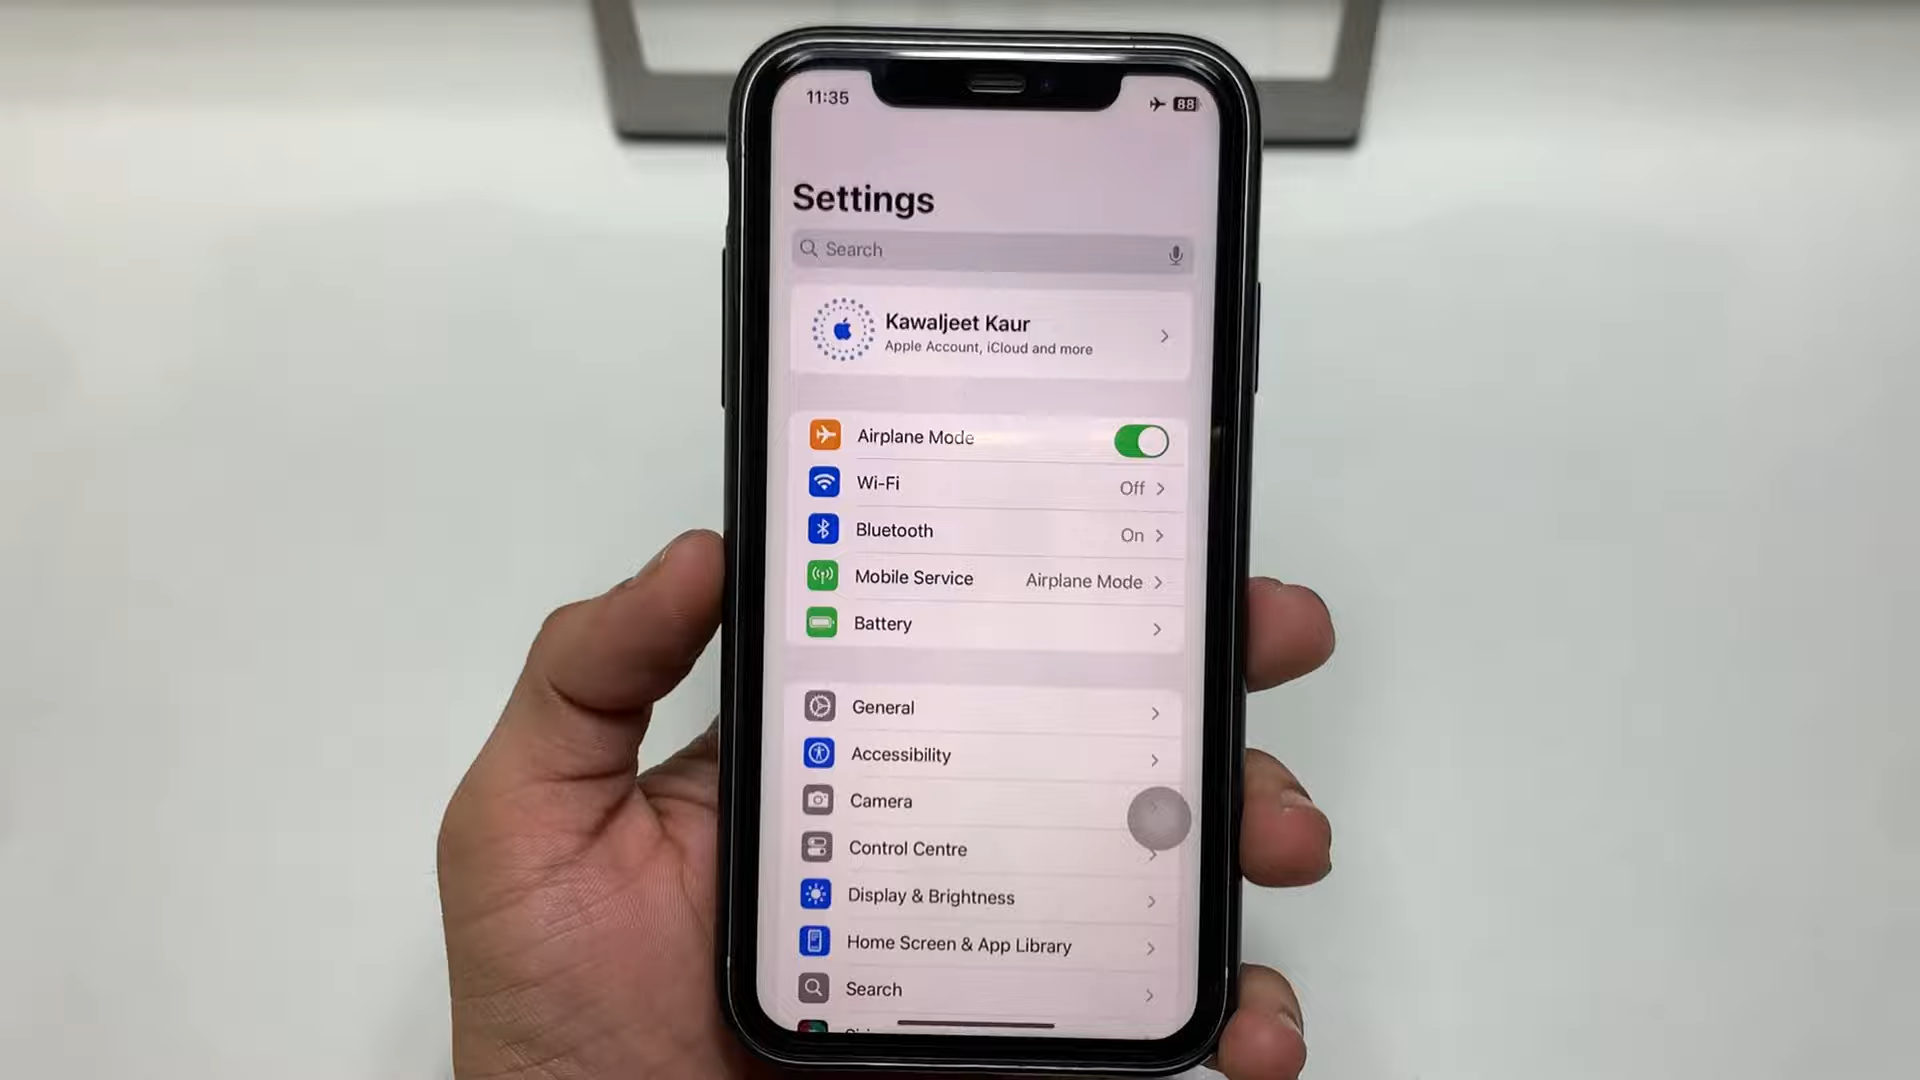 11:35
88
Settings
Search
Kawaljeet Kaur
Apple Account, iCloud and more
Airplane Mode
Wi-Fi Off
Bluetooth On
Mobile Service Airplane Mode
Battery
General
Accessibility
Camera
Control Centre
Display & Brightness
Home Screen & App Library
Search